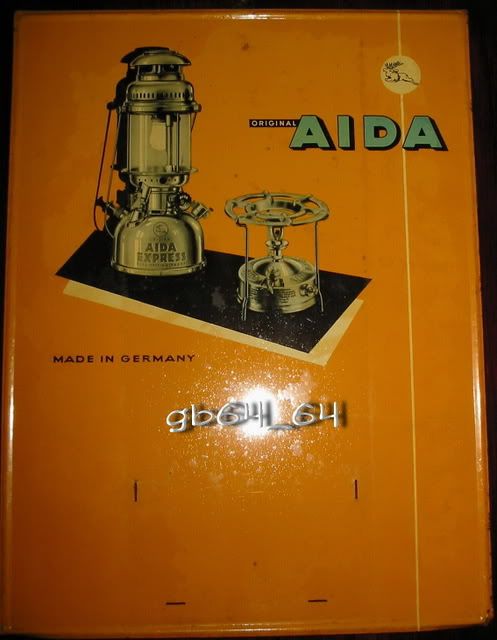 ORIGINAL AIDA
AIDA
EXPRESS
MADE IN GERMANY
gb64_64